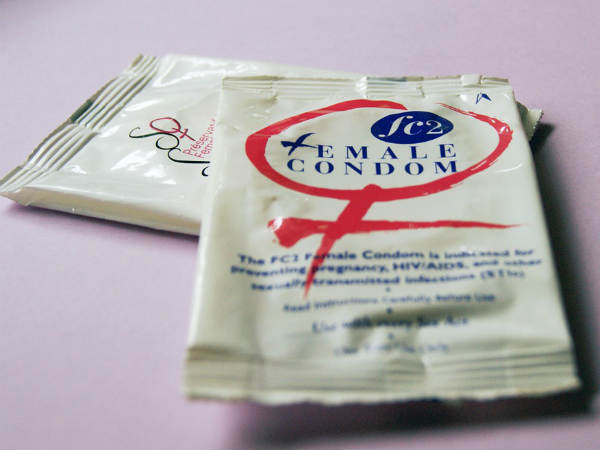 Préservatif
fc2
FEMALE
CONDOM
The FC2 Female Condom is indicated for
preventing pregnancy, HIV/AIDS, and other
sexually transmitted infections (STIs)
Read Instructions Carefully Before Use
Use with every Sex Act